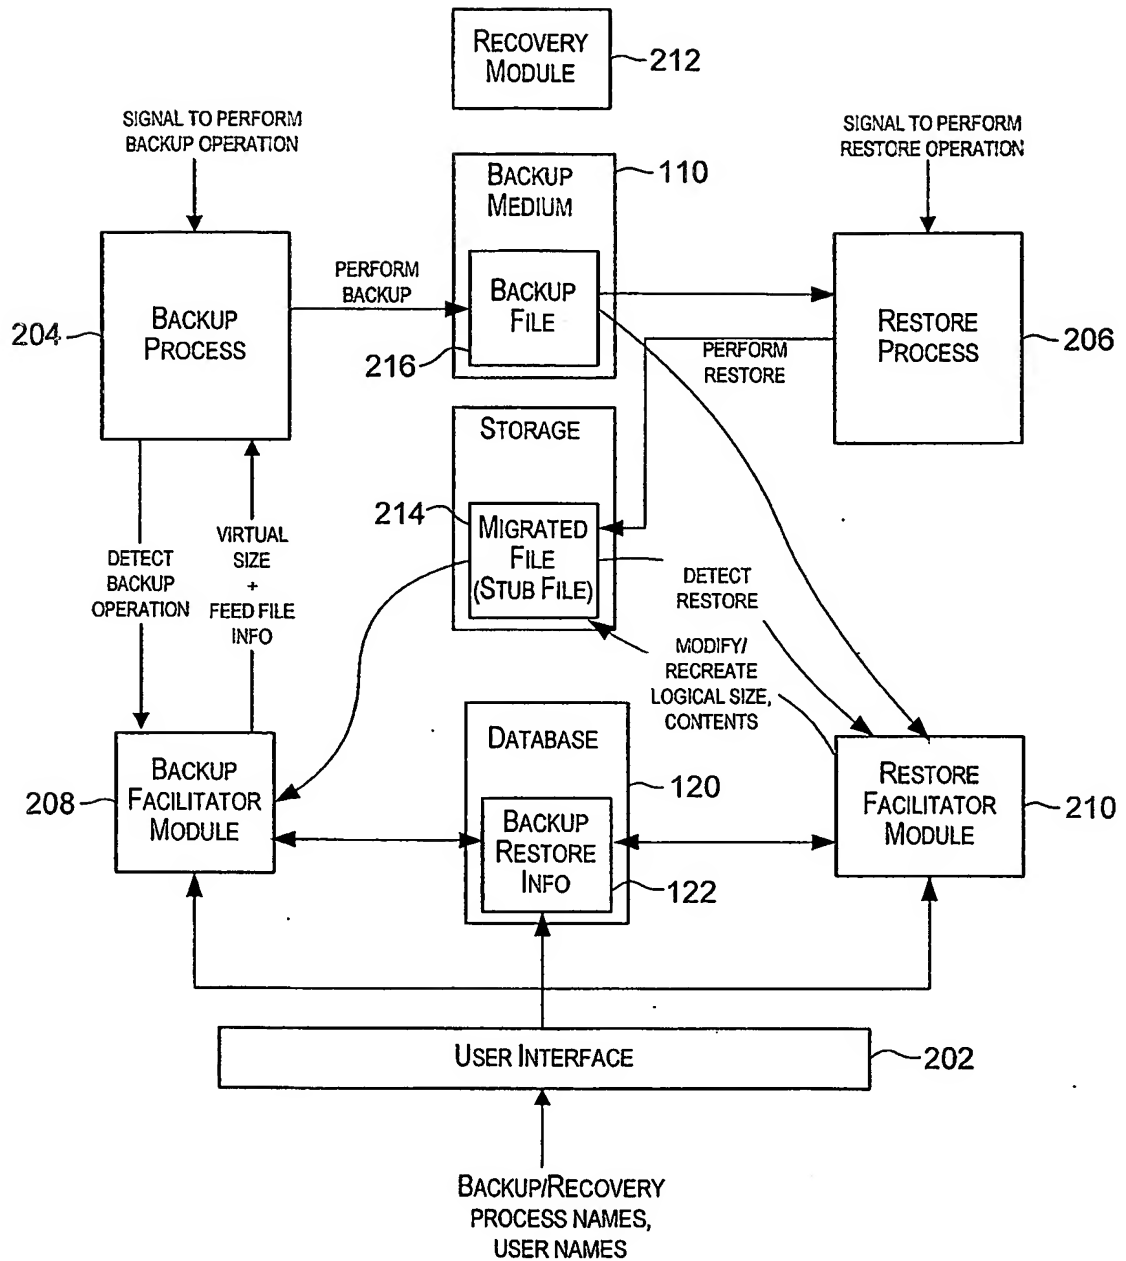 RECOVERY
MODULE
212
SIGNAL TO PERFORM
BACKUP OPERATION
SIGNAL TO PERFORM
RESTORE OPERATION
BACKUP
MEDIUM
110
BACKUP
PROCESS
204
PERFORM
BACKUP
BACKUP
FILE
216
RESTORE
PROCESS
206
PERFORM
RESTORE
STORAGE
214
MIGRATED
FILE
(STUB FILE)
DETECT
BACKUP
OPERATION
VIRTUAL
SIZE
+
FEED FILE
INFO
DETECT
RESTORE
MODIFY/
RECREATE
LOGICAL SIZE,
CONTENTS
BACKUP
FACILITATOR
MODULE
208
DATABASE
120
BACKUP
RESTORE
INFO
122
RESTORE
FACILITATOR
MODULE
210
USER INTERFACE
202
BACKUP/RECOVERY
PROCESS NAMES,
USER NAMES